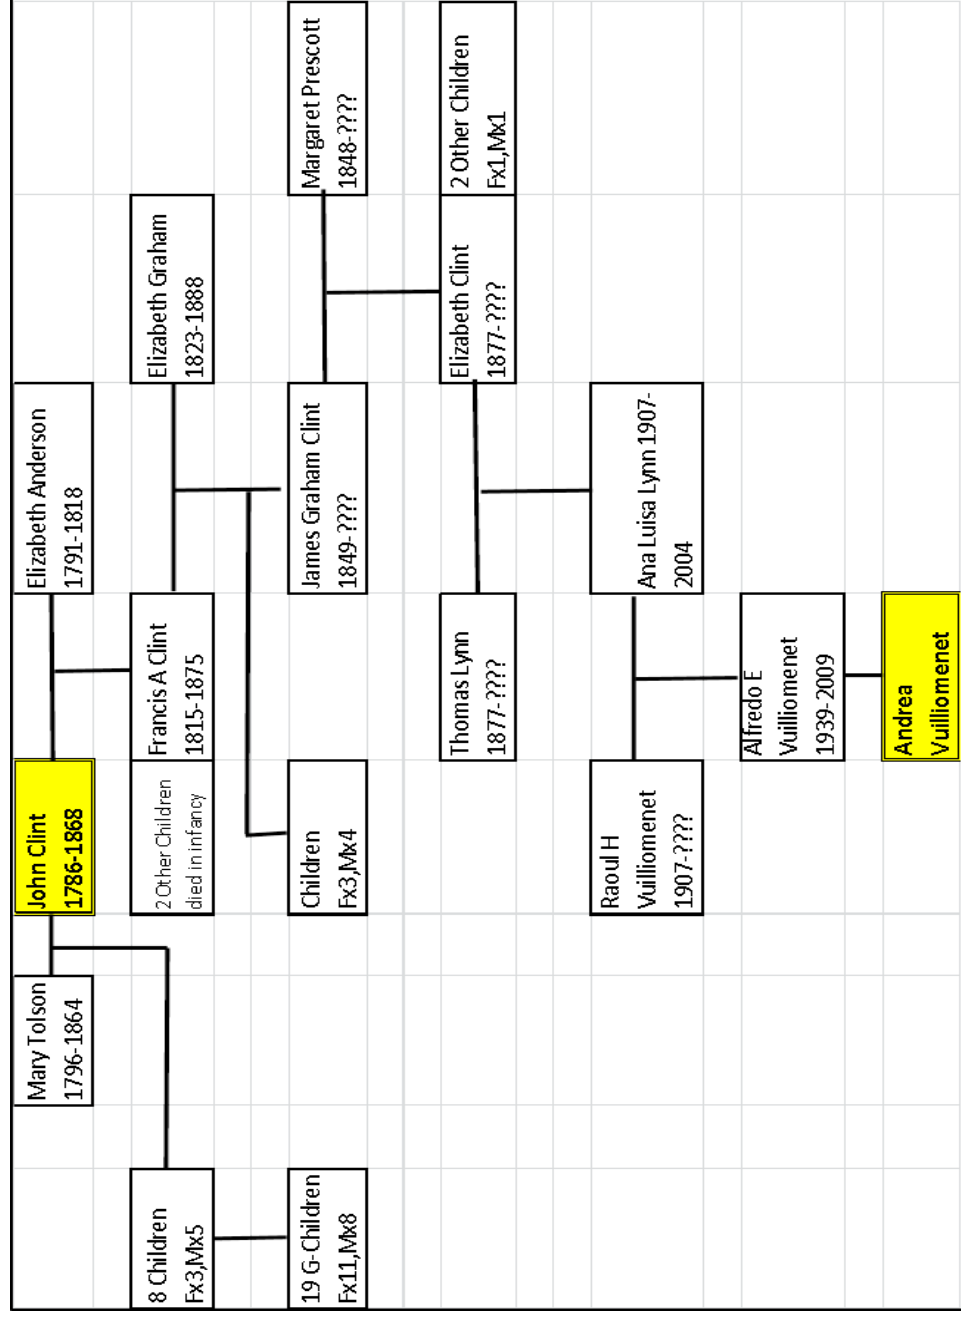 Mary Tolson
1796-1864
John Clint
1786-1868
Elizabeth Anderson
1791-1818
8 Children
Fx3,Mx5
2 Other Children
died in infancy
Francis A Clint
1815-1875
Elizabeth Graham
1823-1888
19 G-Children
Fx11,Mx8
Children
Fx3,Mx4
James Graham Clint
1849-????
Margaret Prescott
1848-????
Thomas Lynn
1877-????
Elizabeth Clint
1877-????
2 Other Children
Fx1,Mx1
Raoul H
Vuilliomenet
1907-????
Ana Luisa Lynn 1907-
2004
Alfredo E
Vuilliomenet
1939-2009
Andrea
Vuilliomenet